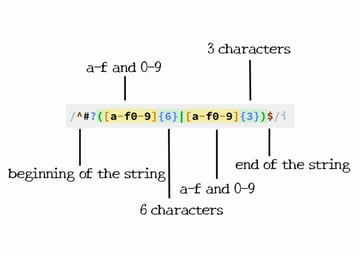 3 characters
a-f and 0-9
/^#?([a-f0-9]{6}|[a-f0-9]{3})$/i
end of the string
beginning of the string
a-f and 0-9
6 characters